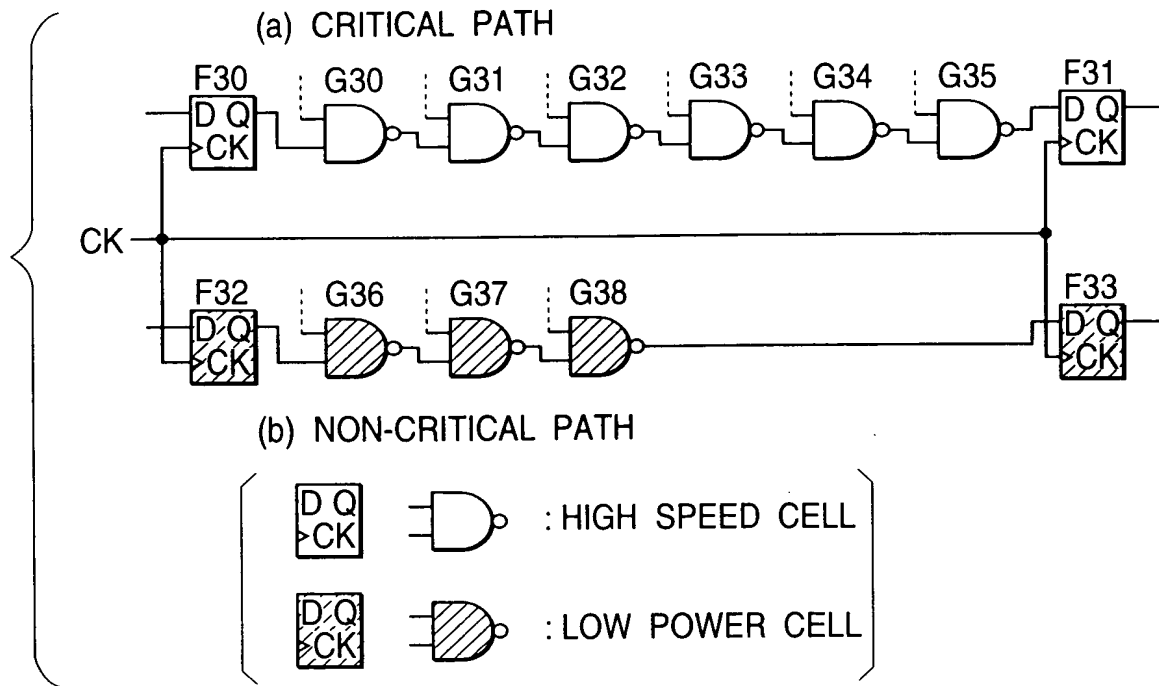 (a) CRITICAL PATH
F30 G30 G31 G32 G33 G34 G35 F31
D Q D Q
CK CK
CK
F32 G36 G37 G38 F33
D Q D Q
CK CK
(b) NON-CRITICAL PATH
D Q
CK
: HIGH SPEED CELL
D Q
CK
: LOW POWER CELL